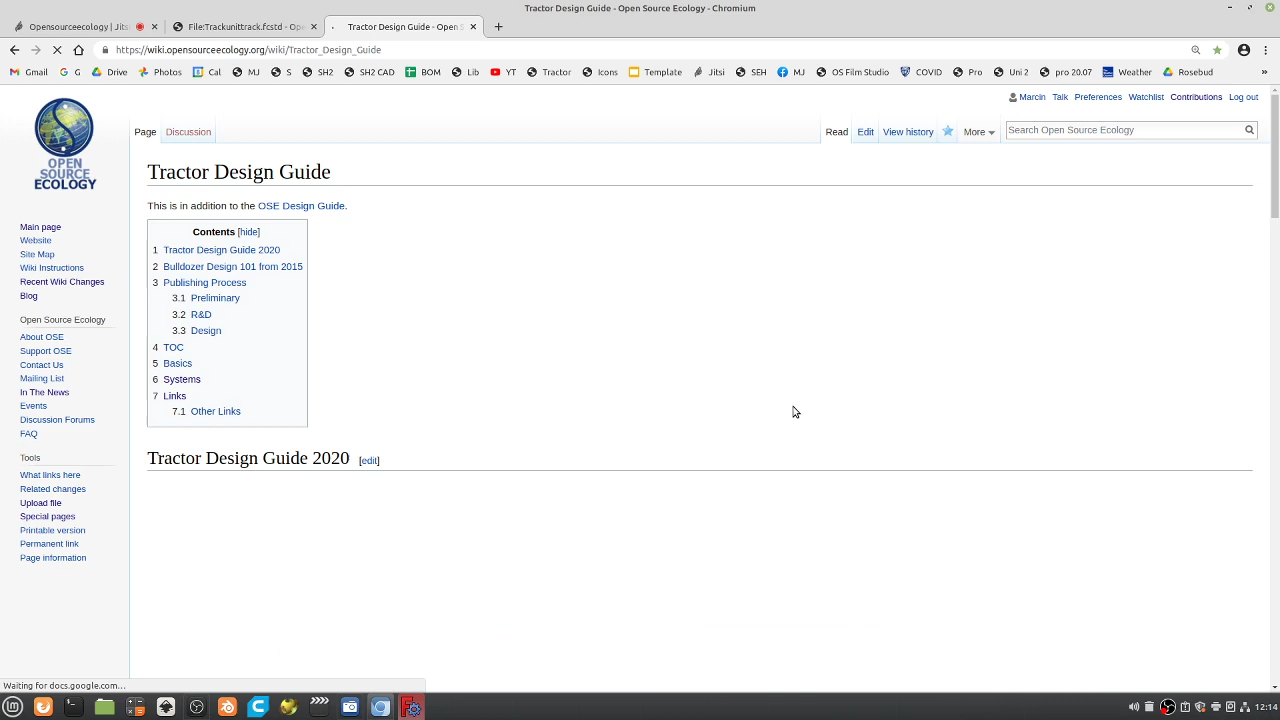 Tractor Design Guide - Open Source Ecology - Chromium
Opensourceecology | Jits
File:Trackunittrack.fcstd - Ope
Tractor Design Guide - Open S
https://wiki.opensourceecology.org/wiki/Tractor_Design_Guide
Gmail G Drive Photos Cal MJ S SH2 SH2 CAD BOM Lib YT Tractor Icons Template Jitsi SEH MJ OS Film Studio COVID Pro Uni 2 pro 20.07 Weather Rosebud »
Marcin Talk Preferences Watchlist Contributions Log out
Page Discussion Read Edit View history More Search Open Source Ecology
OPEN
SOURCE
ECOLOGY
Main page
Website
Site Map
Wiki Instructions
Recent Wiki Changes
Blog
Open Source Ecology
About OSE
Support OSE
Contact Us
Mailing List
In The News
Events
Discussion Forums
FAQ
Tools
What links here
Related changes
Upload file
Special pages
Printable version
Permanent link
Page information
Tractor Design Guide
This is in addition to the OSE Design Guide.
Contents [hide]
1 Tractor Design Guide 2020
2 Bulldozer Design 101 from 2015
3 Publishing Process
3.1 Preliminary
3.2 R&D
3.3 Design
4 TOC
5 Basics
6 Systems
7 Links
7.1 Other Links
Tractor Design Guide 2020 [edit]
Waiting for docs.google.com...
12:14